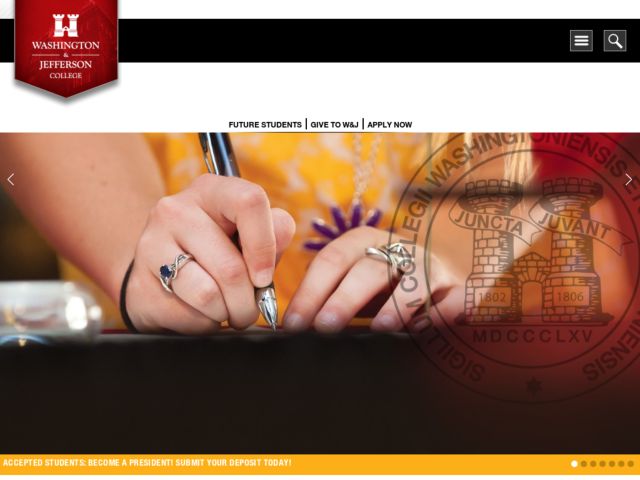 WASHINGTON
&
JEFFERSON
COLLEGE
FUTURE STUDENTS
GIVE TO W&J
APPLY NOW
SIGILLUM COLLEGII WASHINGTONIENSIS ET
ENSIS
JUNCTA JUVANT
1802 1806
MDCCCLXV
ACCEPTED STUDENTS: BECOME A PRESIDENT! SUBMIT YOUR DEPOSIT TODAY!